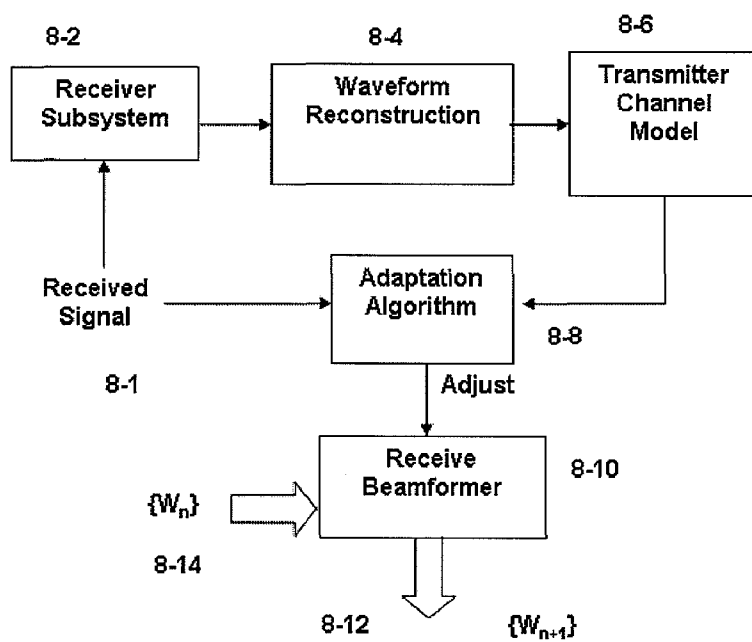 8-2
8-4
8-6
Receiver
Subsystem
Waveform
Reconstruction
Transmitter
Channel
Model
Received
Signal
8-1
Adaptation
Algorithm
8-8
Adjust
Receive
Beamformer
8-10
{Wn}
8-14
8-12
{Wn+1}